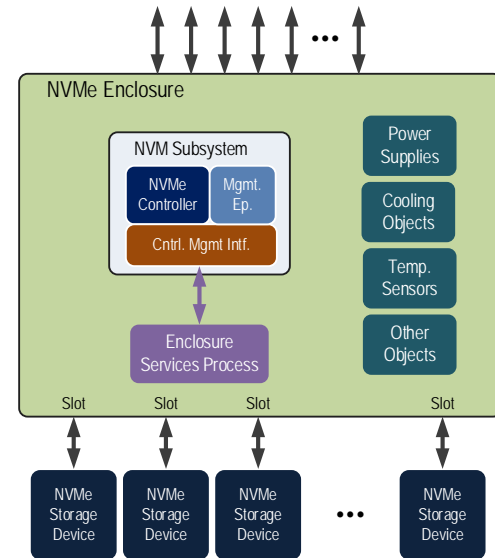 •••
NVMe Enclosure
NVM Subsystem
NVMe
Controller
Mgmt.
Ep.
Cntrl. Mgmt Intf.
Enclosure
Services Process
Power
Supplies
Cooling
Objects
Temp.
Sensors
Other
Objects
Slot
Slot
Slot
Slot
NVMe
Storage
Device
NVMe
Storage
Device
NVMe
Storage
Device
•••
NVMe
Storage
Device